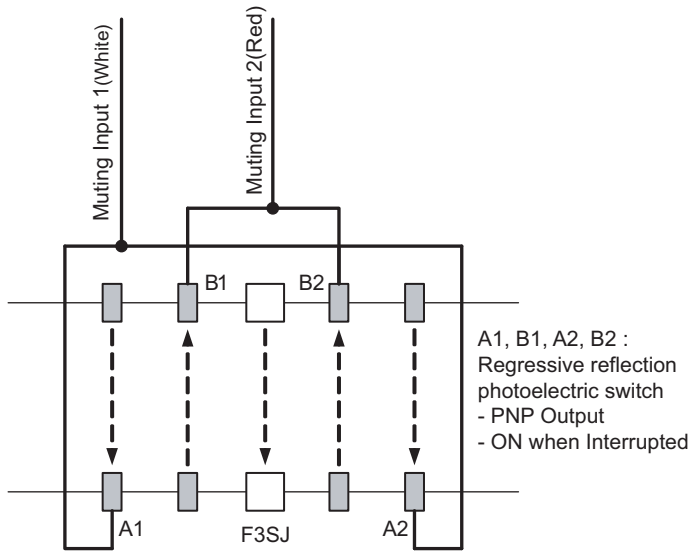 Muting Input 1(White)
Muting Input 2(Red)
B1
B2
A1, B1, A2, B2 :
Regressive reflection
photoelectric switch
- PNP Output
- ON when Interrupted
A1
F3SJ
A2